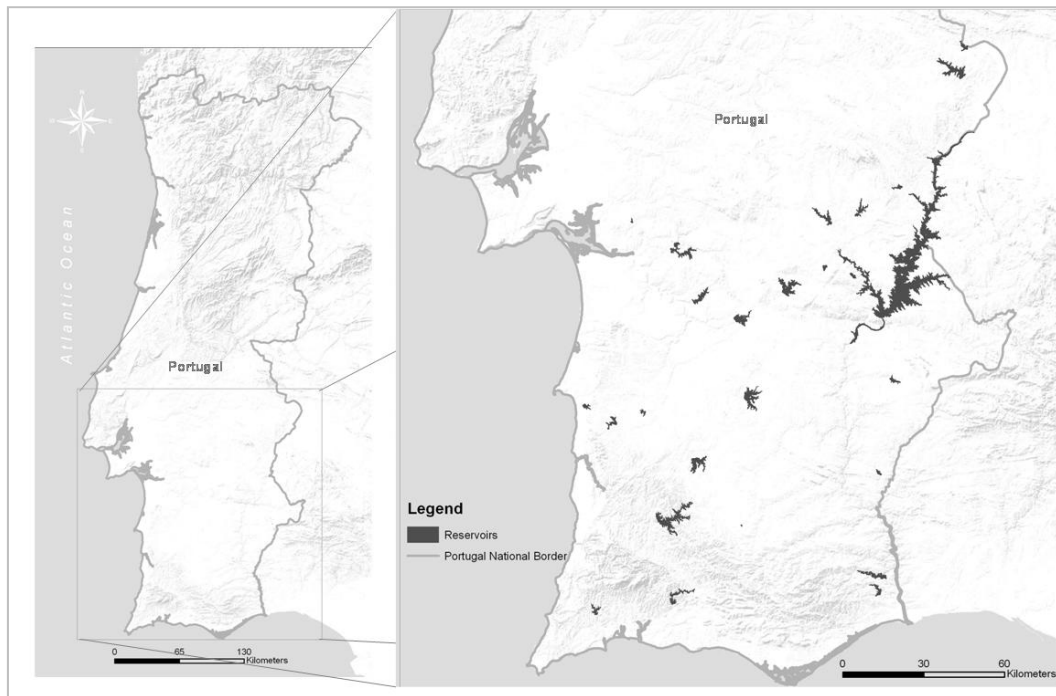 Atlantic Ocean
Portugal
0 65 130
Kilometers
Portugal
Legend
Reservoirs
Portugal National Border
0 30 60
Kilometers